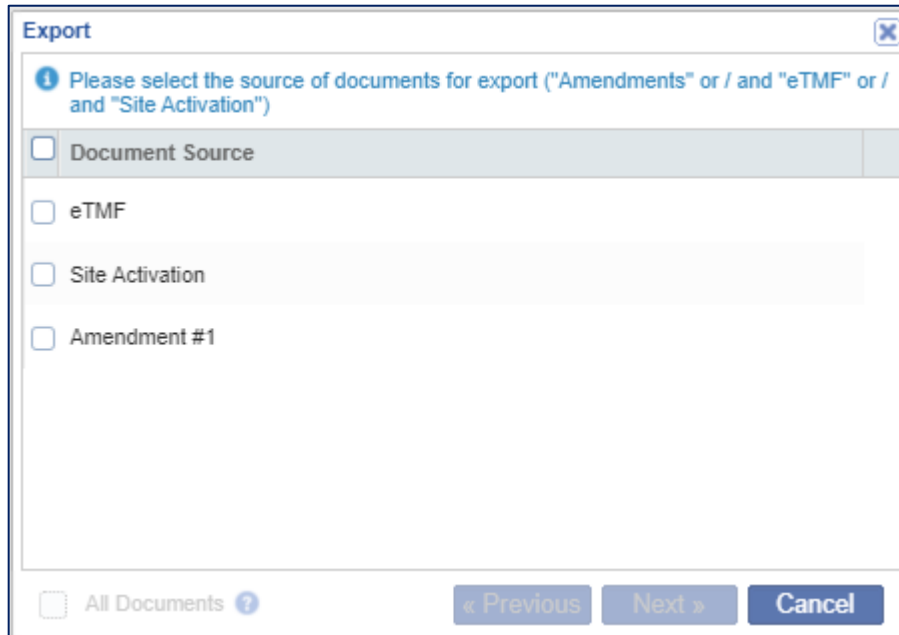 Export
Please select the source of documents for export ("Amendments" or / and "eTMF" or /
and "Site Activation")
Document Source
eTMF
Site Activation
Amendment #1
All Documents
« Previous
Next »
Cancel